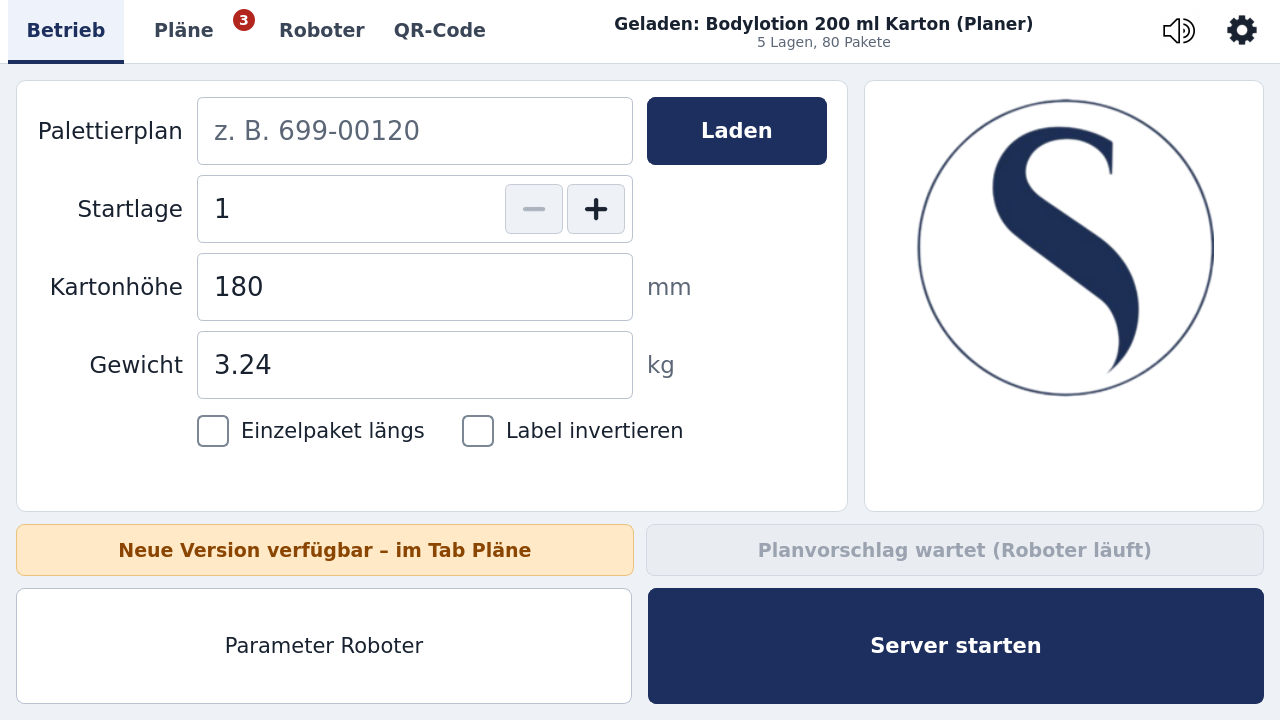 Betrieb
Pläne
3
Roboter
QR-Code
Geladen: Bodylotion 200 ml Karton (Planer)
5 Lagen, 80 Pakete
Palettierplan
z. B. 699-00120
Laden
Startlage
1
Kartonhöhe
180
mm
Gewicht
3.24
kg
Einzelpaket längs
Label invertieren
Neue Version verfügbar – im Tab Pläne
Planvorschlag wartet (Roboter läuft)
Parameter Roboter
Server starten